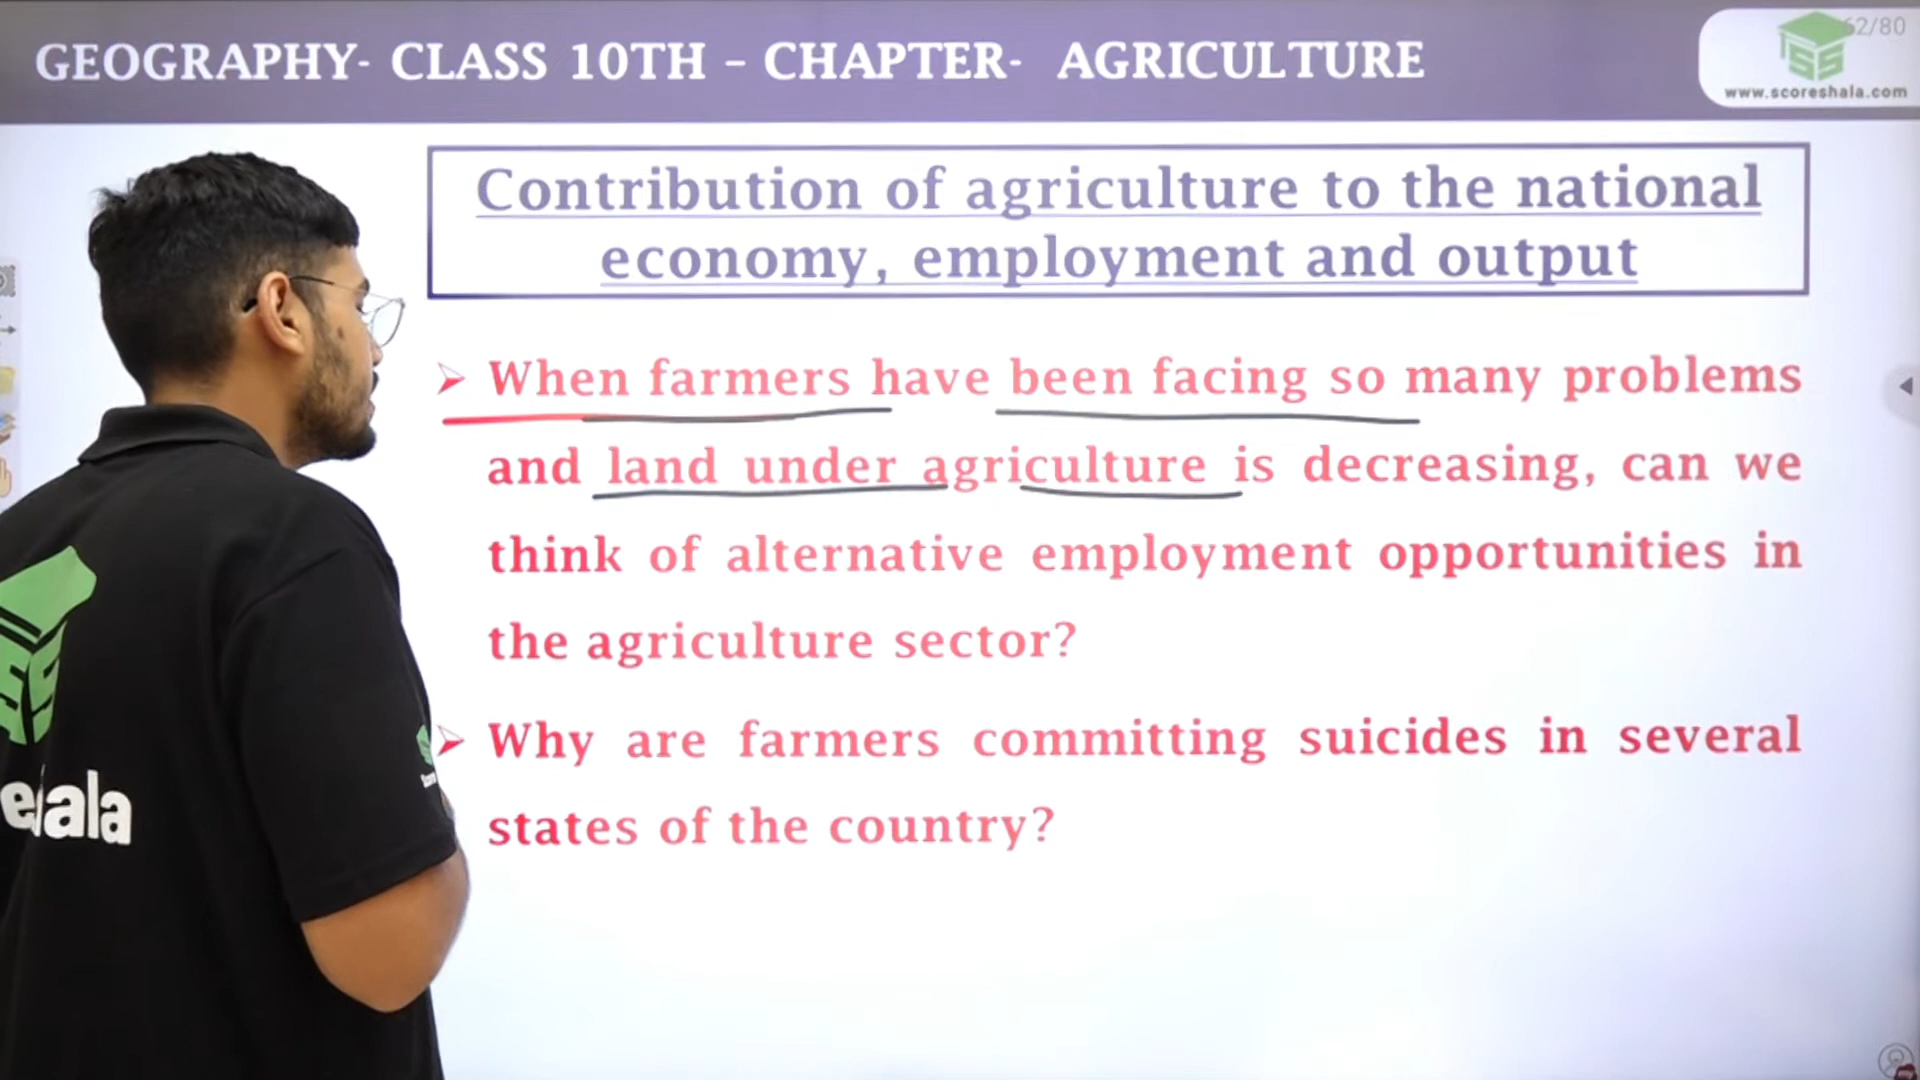 GEOGRAPHY- CLASS 10TH – CHAPTER- AGRICULTURE
62/80
www.scoreshala.com
Contribution of agriculture to the national
economy, employment and output
➢ When farmers have been facing so many problems
and land under agriculture is decreasing, can we
think of alternative employment opportunities in
the agriculture sector?
➢ Why are farmers committing suicides in several
states of the country?